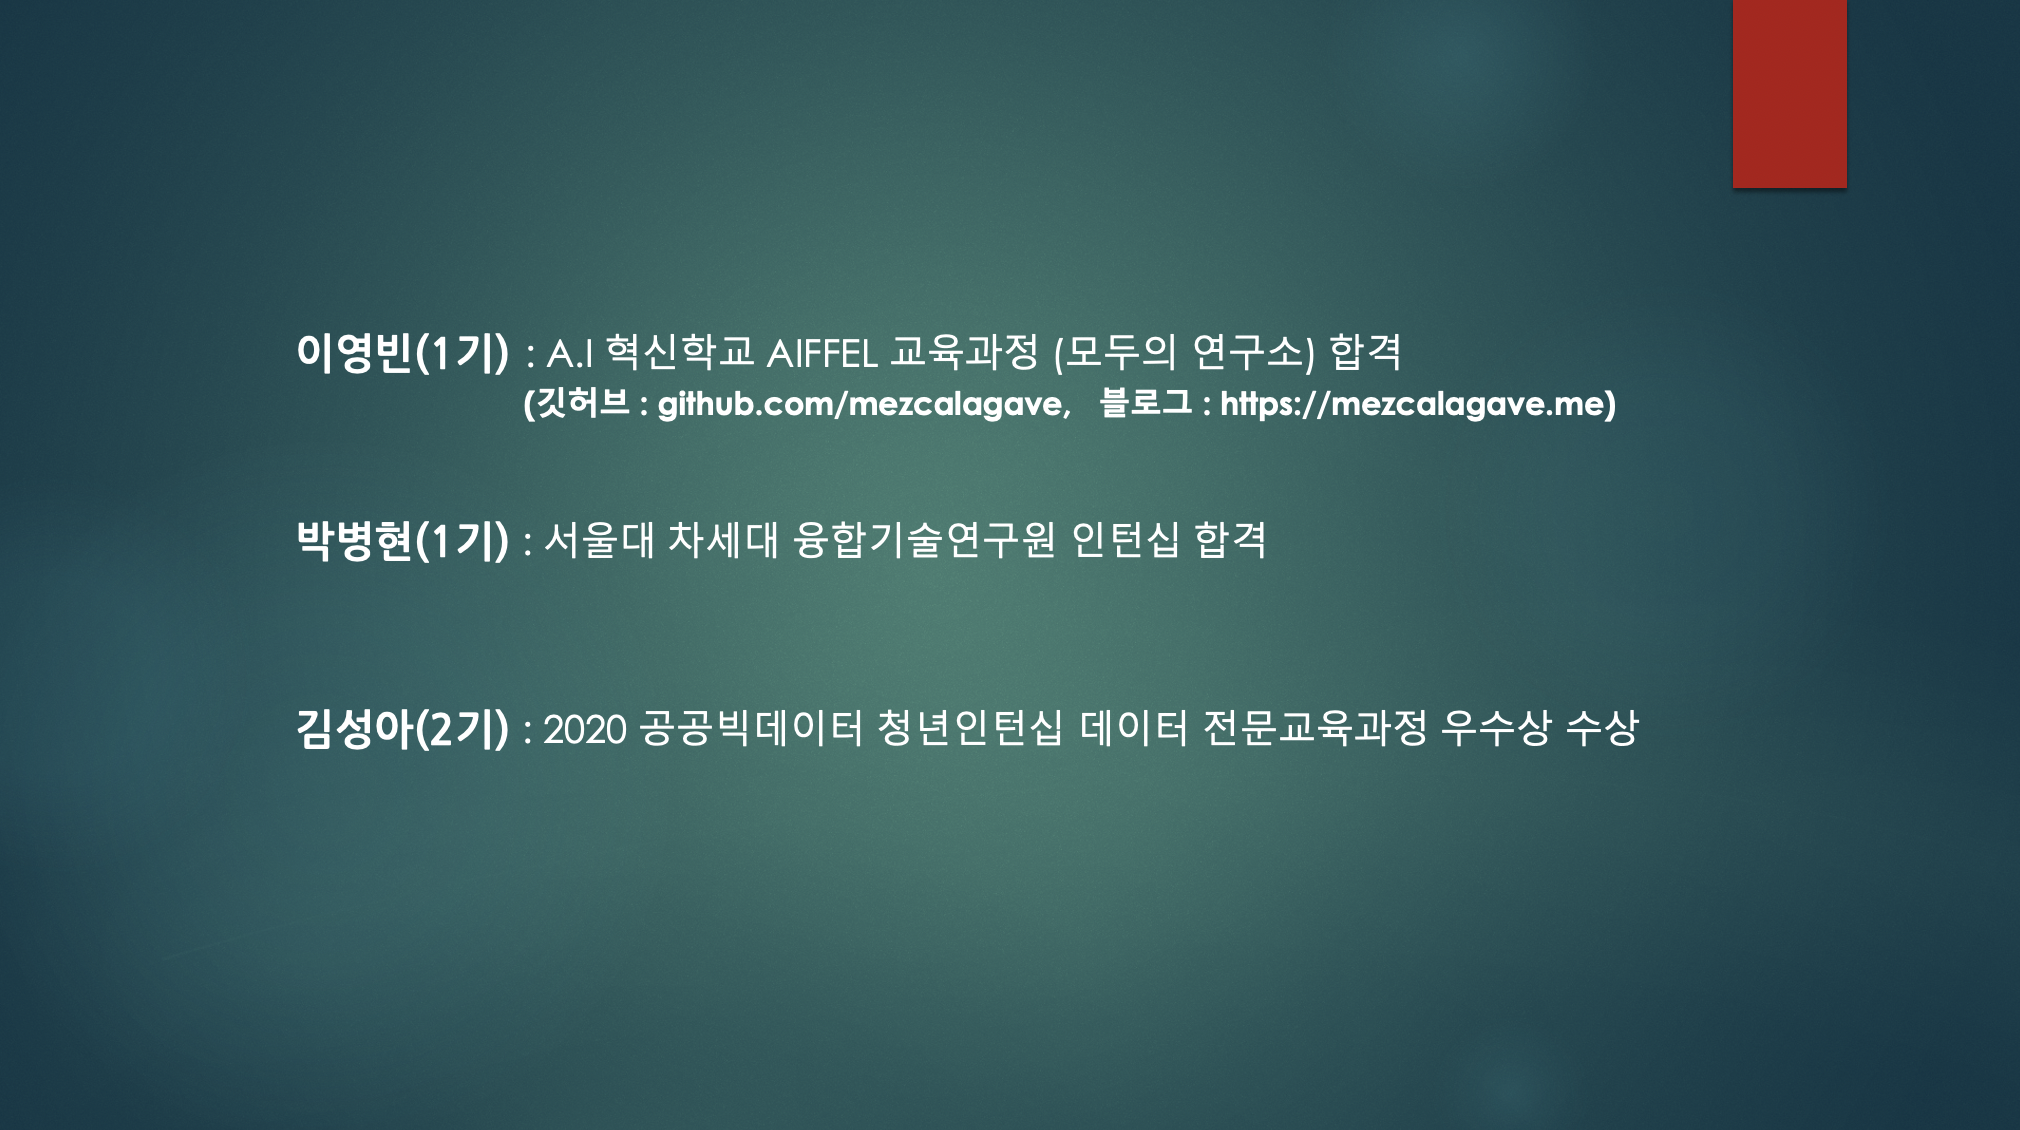 이영빈(1기) : A.I 혁신학교 AIFFEL 교육과정 (모두의 연구소) 합격
(깃허브 : github.com/mezcalagave, 블로그 : https://mezcalagave.me)
박병현(1기) : 서울대 차세대 융합기술연구원 인턴십 합격
김성아(2기) : 2020 공공빅데이터 청년인턴십 데이터 전문교육과정 우수상 수상